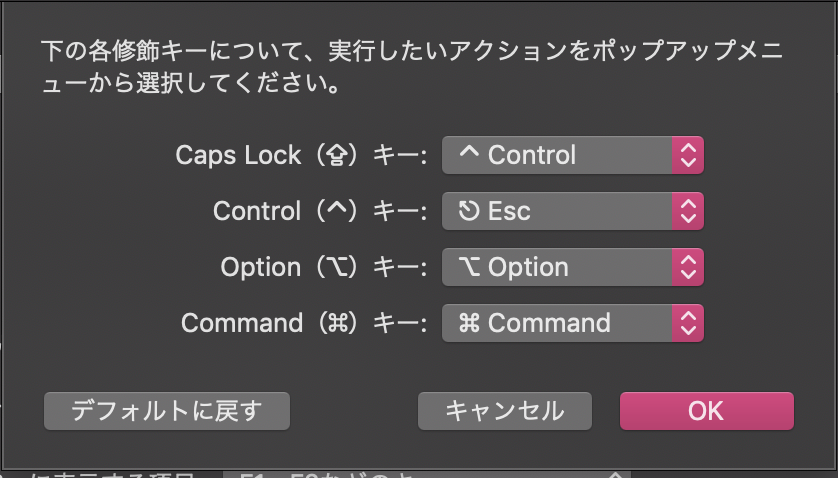 下の各修飾キーについて、実行したいアクションをポップアップメニ
ューから選択してください。
Caps Lock（⇪）キー: ⌃ Control
Control（⌃）キー: ⎋ Esc
Option（⌥）キー: ⌥ Option
Command（⌘）キー: ⌘ Command
デフォルトに戻す キャンセル OK